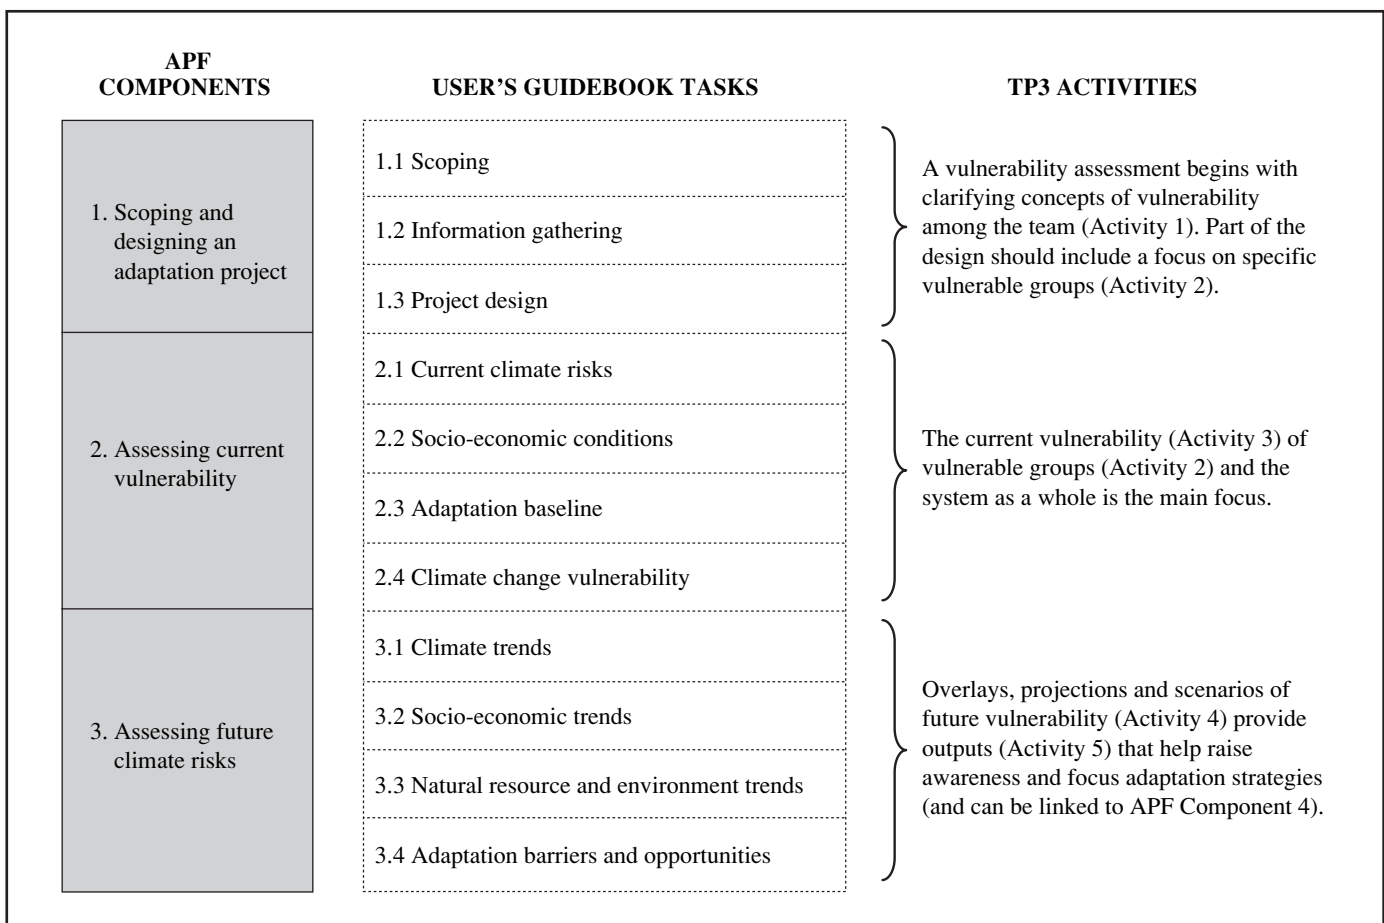 APF
COMPONENTS
USER'S GUIDEBOOK TASKS
TP3 ACTIVITIES
1. Scoping and
designing an
adaptation project
1.1 Scoping
1.2 Information gathering
1.3 Project design
A vulnerability assessment begins with
clarifying concepts of vulnerability
among the team (Activity 1). Part of the
design should include a focus on specific
vulnerable groups (Activity 2).
2. Assessing current
vulnerability
2.1 Current climate risks
2.2 Socio-economic conditions
2.3 Adaptation baseline
2.4 Climate change vulnerability
The current vulnerability (Activity 3) of
vulnerable groups (Activity 2) and the
system as a whole is the main focus.
3. Assessing future
climate risks
3.1 Climate trends
3.2 Socio-economic trends
3.3 Natural resource and environment trends
3.4 Adaptation barriers and opportunities
Overlays, projections and scenarios of
future vulnerability (Activity 4) provide
outputs (Activity 5) that help raise
awareness and focus adaptation strategies
(and can be linked to APF Component 4).